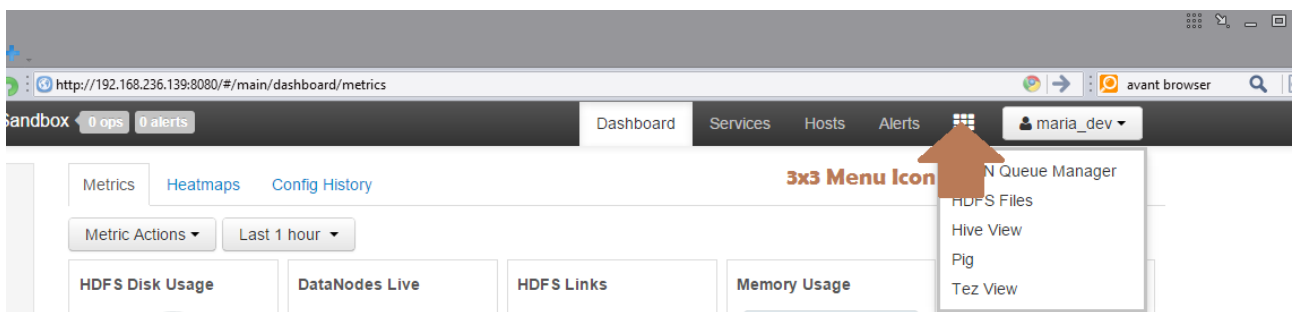 http://192.168.236.139:8080/#/main/dashboard/metrics
avant browser
Sandbox 0 ops 0 alerts Dashboard Services Hosts Alerts maria_dev
Metrics Heatmaps Config History
3x3 Menu Icon
N Queue Manager
HDFS Files
Hive View
Pig
Tez View
Metric Actions Last 1 hour
HDFS Disk Usage DataNodes Live HDFS Links Memory Usage